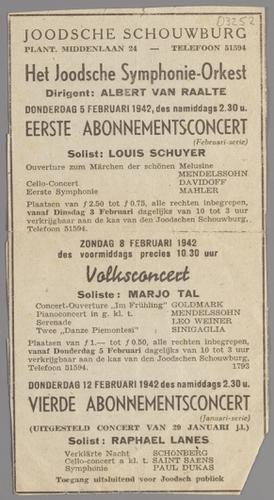 03252
JOODSCHE SCHOUWBURG
PLANT. MIDDENLAAN 24 — TELEFOON 51594
Het Joodsche Symphonie-Orkest
Dirigent: ALBERT VAN RAALTE
DONDERDAG 5 FEBRUARI 1942, des namiddags 2.30 u.
EERSTE ABONNEMENTSCONCERT
(Februari-serie)
Solist: LOUIS SCHUYER
Ouverture zum Märchen der schönen Melusine
MENDELSSOHN
Cello-Concert DAVIDOFF
Eerste Symphonie MAHLER
Plaatsen van ƒ 2.50 tot ƒ 0.75, alle rechten inbegrepen,
vanaf Dinsdag 3 Februari dagelijks van 10 tot 3 uur
verkrijgbaar aan de kas van den Joodschen Schouwburg,
Telefoon 51594.
ZONDAG 8 FEBRUARI 1942
des voormiddags precies 10.30 uur
Volksconcert
Soliste: MARJO TAL
Concert-Ouverture „Im Frühling" GOLDMARK
Pianoconcert in g. kl. t. MENDELSSOHN
Serenade LEO WEINER
Twee „Danze Piemontesi" SINIGAGLIA
Plaatsen van ƒ 1.— tot ƒ 0.50, alle rechten inbegrepen,
vanaf Donderdag 5 Februari dagelijks van 10 tot 3 uur
verkrijgbaar aan de kas van den Joodschen Schouwburg,
Telefoon 51594. 1793
DONDERDAG 12 FEBRUARI 1942 des namiddags 2.30 u.
VIERDE ABONNEMENTSCONCERT
(Januari-serie)
(UITGESTELD CONCERT VAN 29 JANUARI jl.)
Solist: RAPHAEL LANES
Verklärte Nacht SCHONBERG
Cello-concert a kl. t. SAINT SAENS
Symphonie PAUL DUKAS
Toegang uitsluitend voor Joodsch publiek